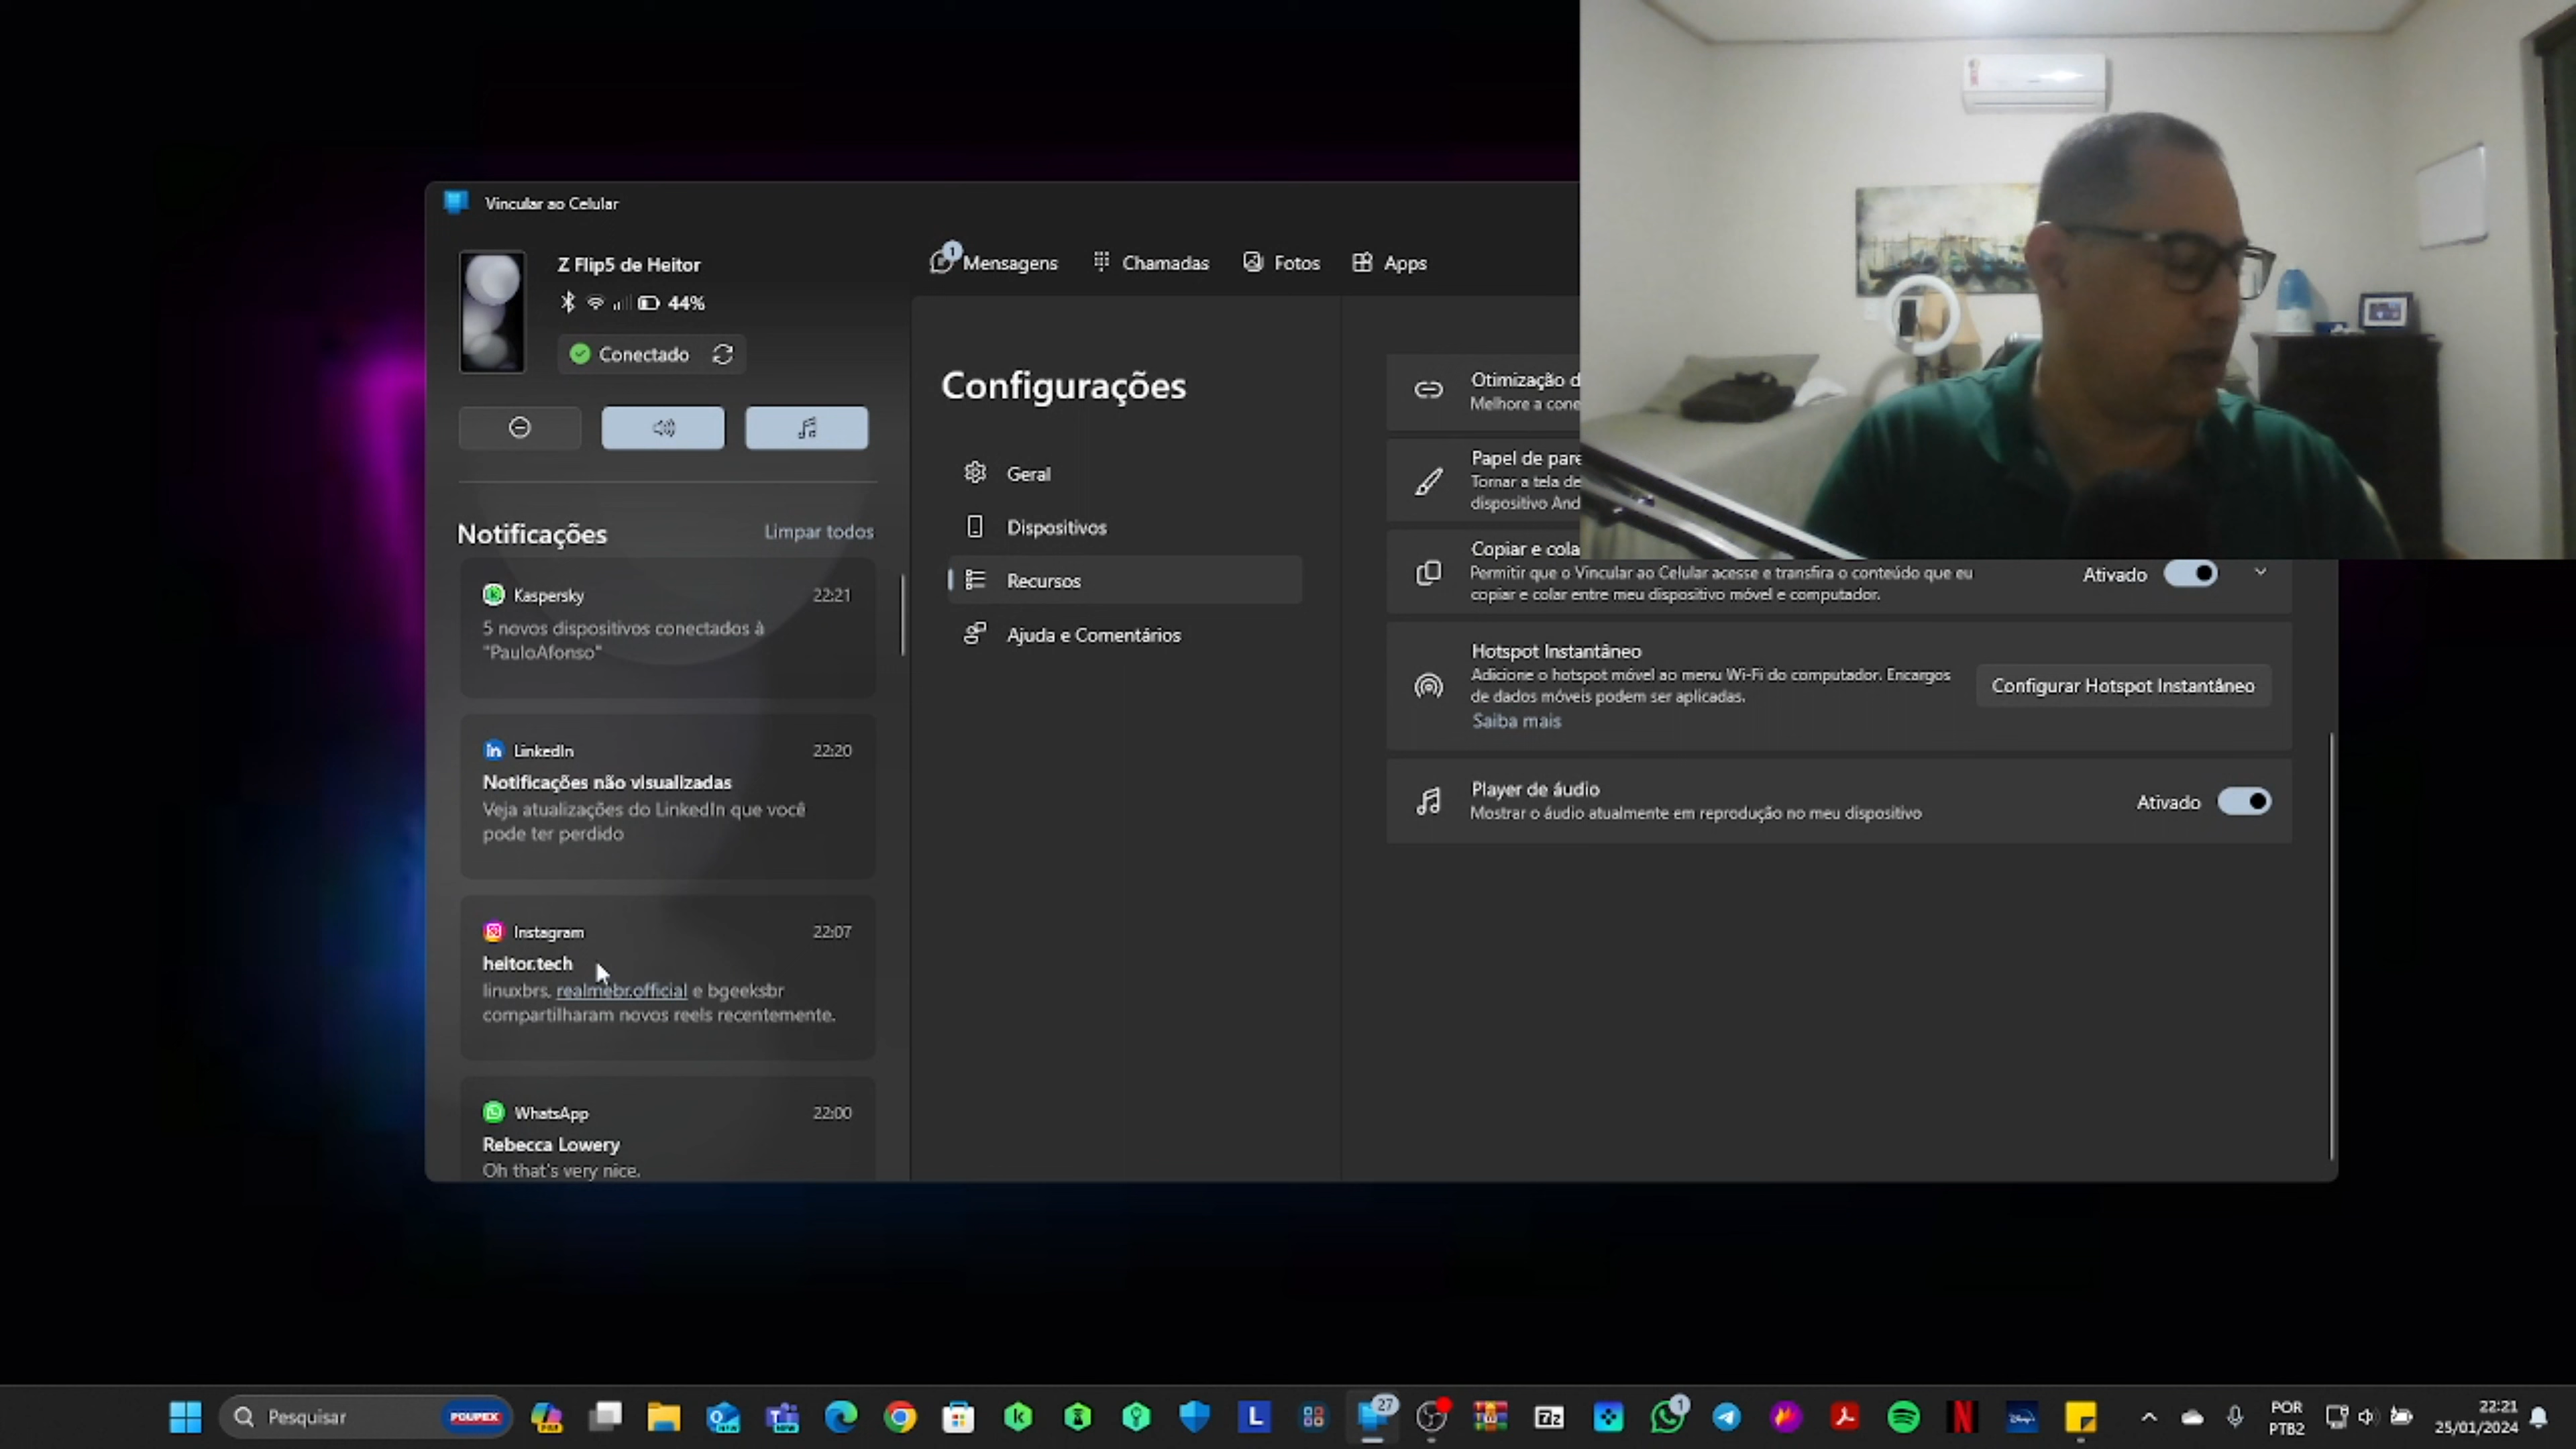 Vincular ao Celular
Z Flip5 de Heitor
44%
Conectado
Notificações
Limpar todos
Kaspersky
22:21
5 novos dispositivos conectados à
"PauloAfonso"
LinkedIn
22:20
Notificações não visualizadas
Veja atualizações do LinkedIn que você
pode ter perdido
Instagram
22:07
heitor.tech
linuxbrs, realmebr.official e bgeeksbr
compartilharam novos reels recentemente.
WhatsApp
22:00
Rebecca Lowery
Oh that's very nice.
1
Mensagens
Chamadas
Fotos
Apps
Configurações
Geral
Dispositivos
Recursos
Ajuda e Comentários
Otimização d
Melhore a cone
Papel de pare
Tornar a tela de
dispositivo And
Copiar e cola
Permitir que o Vincular ao Celular acesse e transfira o conteúdo que eu
copiar e colar entre meu dispositivo móvel e computador.
Ativado
Hotspot Instantâneo
Adicione o hotspot móvel ao menu Wi-Fi do computador. Encargos
de dados móveis podem ser aplicadas.
Saiba mais
Configurar Hotspot Instantâneo
Player de áudio
Mostrar o áudio atualmente em reprodução no meu dispositivo
Ativado
Pesquisar
POUPEX
L
27
7z
1
POR
PTB2
22:21
25/01/2024